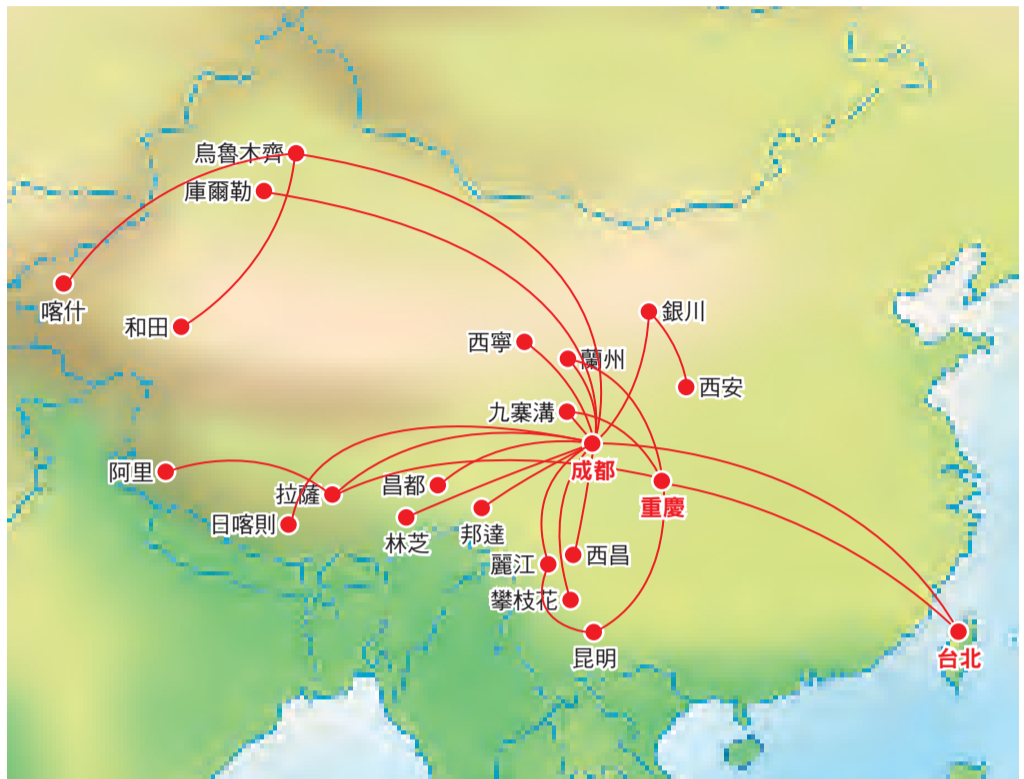 烏魯木齊
庫爾勒
喀什
和田
銀川
西寧
蘭州
西安
九寨溝
成都
阿里
拉薩
昌都
重慶
日喀則
林芝
邦達
西昌
麗江
攀枝花
昆明
台北